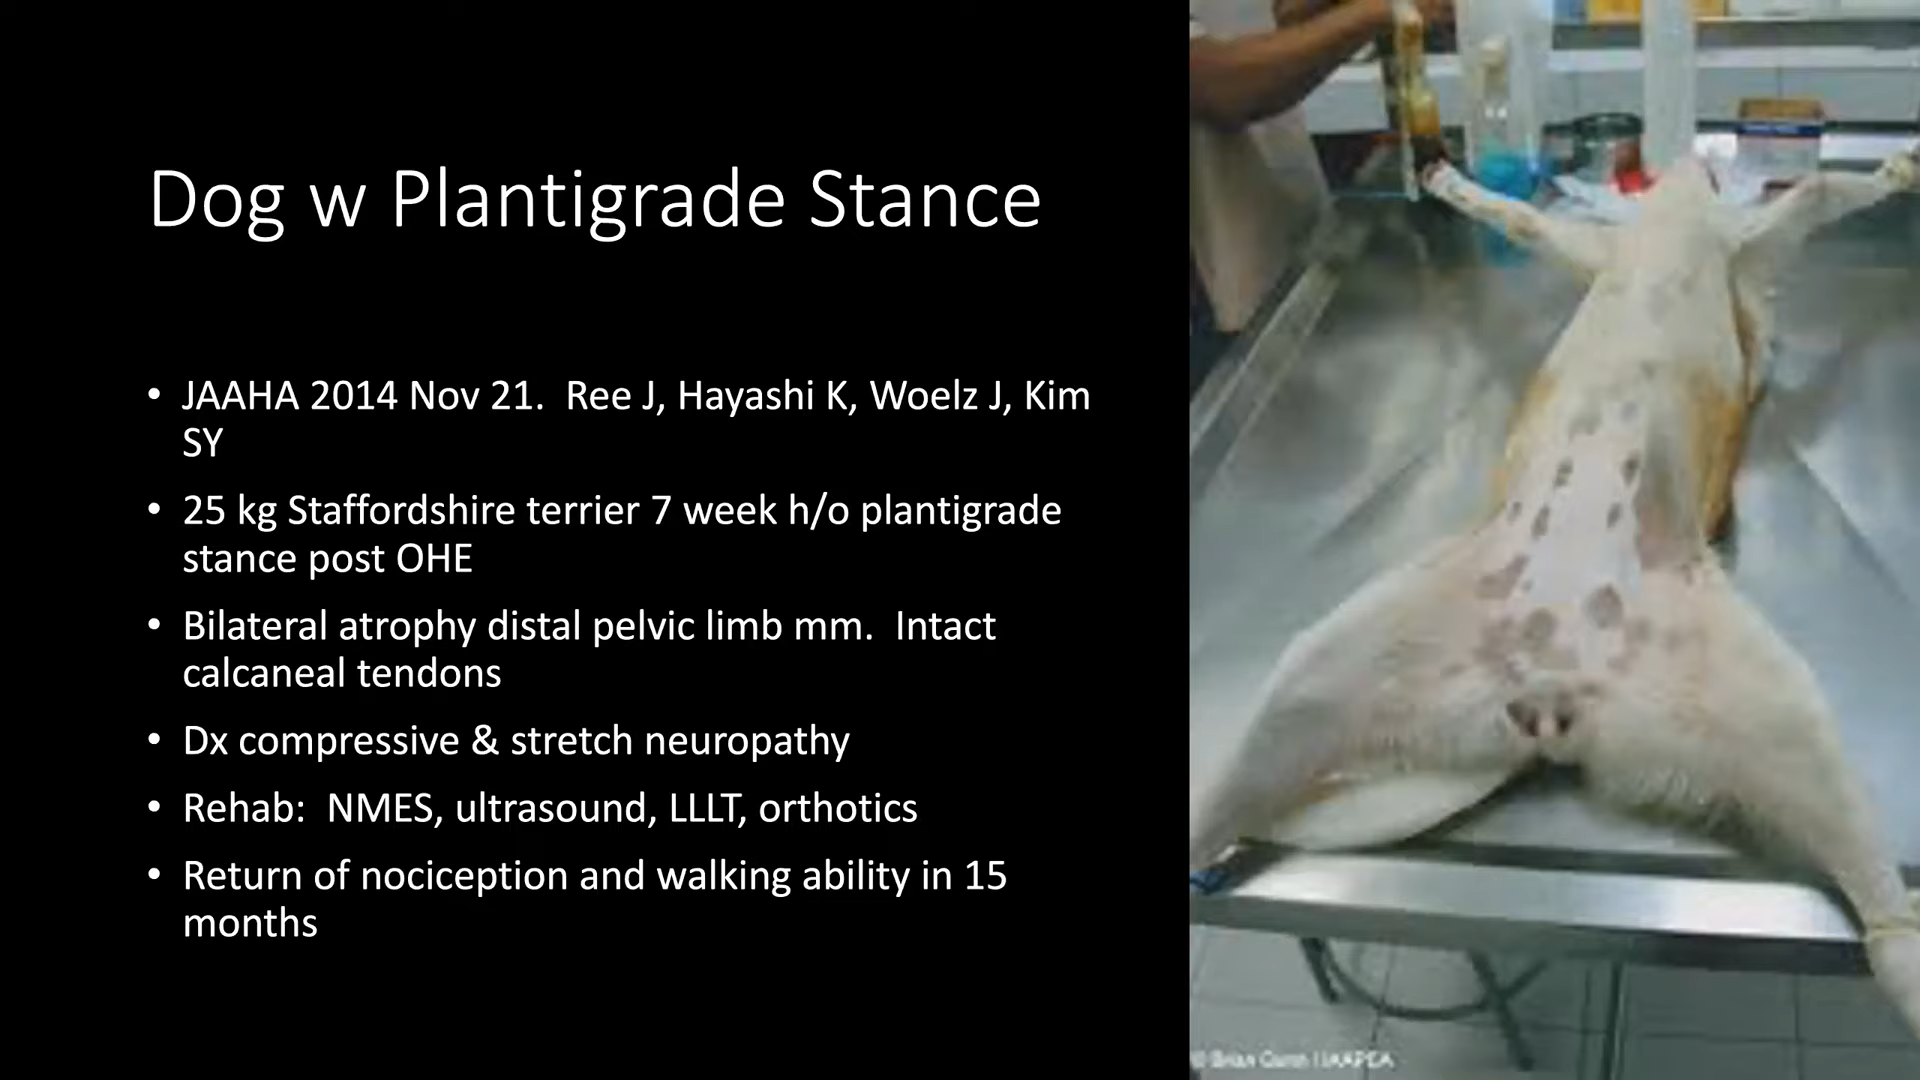 Dog w Plantigrade Stance
• JAAHA 2014 Nov 21.  Ree J, Hayashi K, Woelz J, Kim
SY
• 25 kg Staffordshire terrier 7 week h/o plantigrade
stance post OHE
• Bilateral atrophy distal pelvic limb mm.  Intact
calcaneal tendons
• Dx compressive & stretch neuropathy
• Rehab:  NMES, ultrasound, LLLT, orthotics
• Return of nociception and walking ability in 15
months
© Brian Gunn